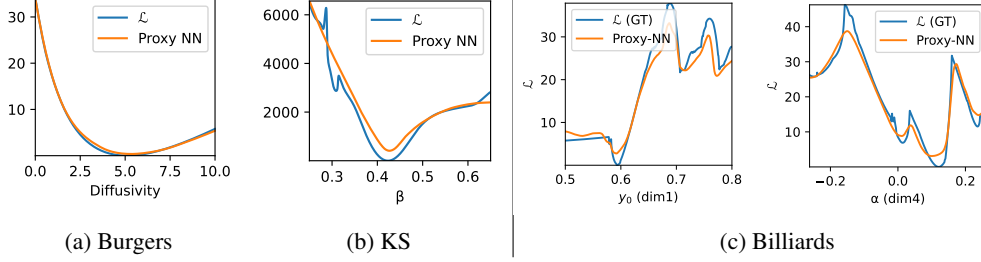 30
20
10
0.0 2.5 5.0 7.5 10.0
Diffusivity
ℒ
Proxy NN
(a) Burgers
6000
4000
2000
0.3 0.4 0.5 0.6
β
ℒ
Proxy NN
(b) KS
ℒ
30
20
10
0.5 0.6 0.7 0.8
y₀ (dim1)
ℒ (GT)
Proxy-NN
ℒ
40
30
20
10
−0.2 0.0 0.2
α (dim4)
ℒ (GT)
Proxy-NN
(c) Billiards